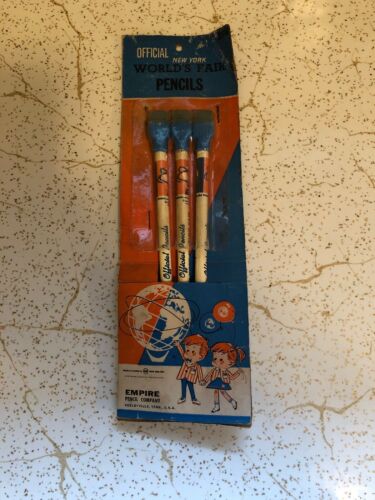 OFFICIAL
NEW YORK
WORLD'S FAIR
PENCILS
Official Pencils
Official Pencils
Official Pencils
EMPIRE
PENCIL COMPANY
SHELBYVILLE, TENN., U.S.A.